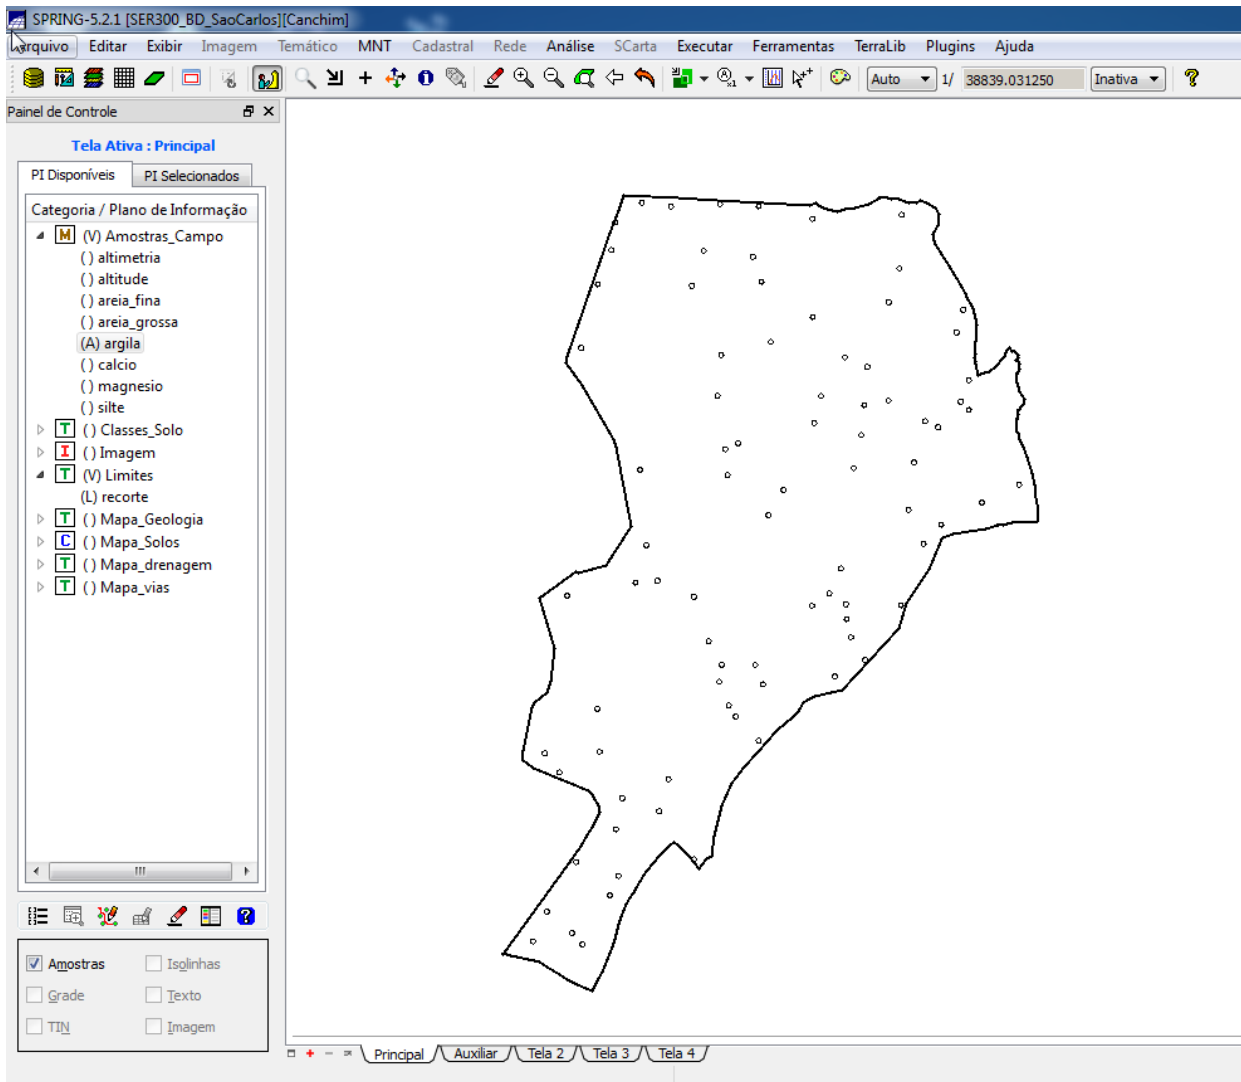 SPRING-5.2.1 [SER300_BD_SaoCarlos][Canchim]
Arquivo Editar Exibir Imagem Temático MNT Cadastral Rede Análise SCarta Executar Ferramentas TerraLib Plugins Ajuda
Auto 1/ 38839.031250 Inativa
Painel de Controle
Tela Ativa : Principal
PI Disponíveis PI Selecionados
Categoria / Plano de Informação
M (V) Amostras_Campo
() altimetria
() altitude
() areia_fina
() areia_grossa
(A) argila
() calcio
() magnesio
() silte
T () Classes_Solo
I () Imagem
T (V) Limites
(L) recorte
T () Mapa_Geologia
C () Mapa_Solos
T () Mapa_drenagem
T () Mapa_vias
Amostras Isolinhas
Grade Texto
TIN Imagem
Principal Auxiliar Tela 2 Tela 3 Tela 4